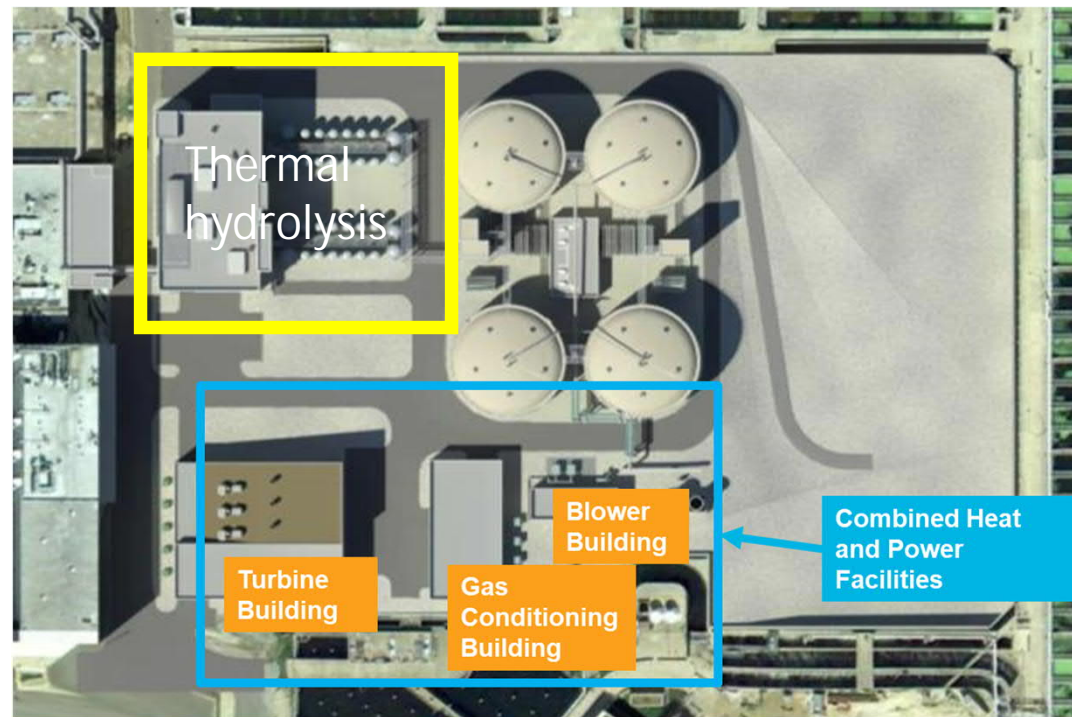 Thermal
hydrolysis
Blower
Building
Combined Heat
and Power
Facilities
Turbine
Building
Gas
Conditioning
Building